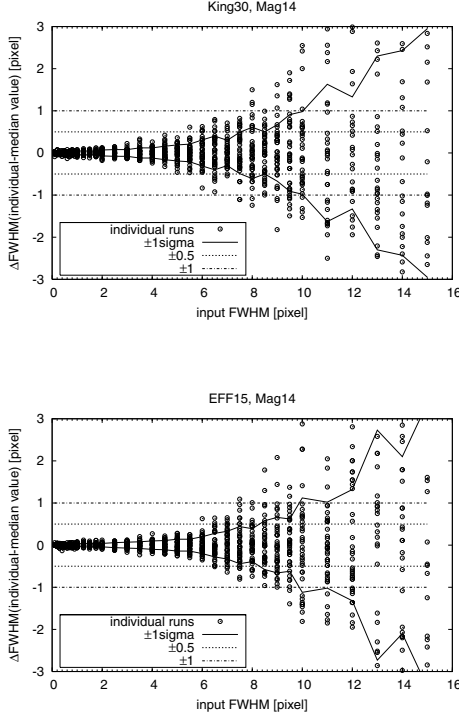 King30, Mag14
3
2
1
0
-1
-2
-3
ΔFWHM(individual-median value) [pixel]
individual runs
±1sigma
±0.5
±1
0 2 4 6 8 10 12 14 16
input FWHM [pixel]
EFF15, Mag14
3
2
1
0
-1
-2
-3
ΔFWHM(individual-median value) [pixel]
individual runs
±1sigma
±0.5
±1
0 2 4 6 8 10 12 14 16
input FWHM [pixel]